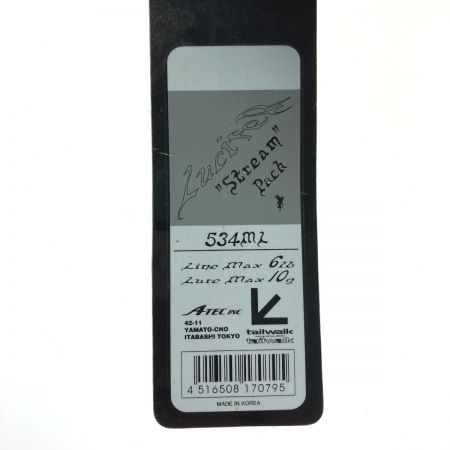 Lucifer
"Stream"
Pack
534ML
Line Max 6lb
Lure Max 10g
A-TEC INC.
42-11
YAMATO-CHO
ITABASHI TOKYO
tailwalk
tailwalk
4 516508 170795
MADE IN KOREA